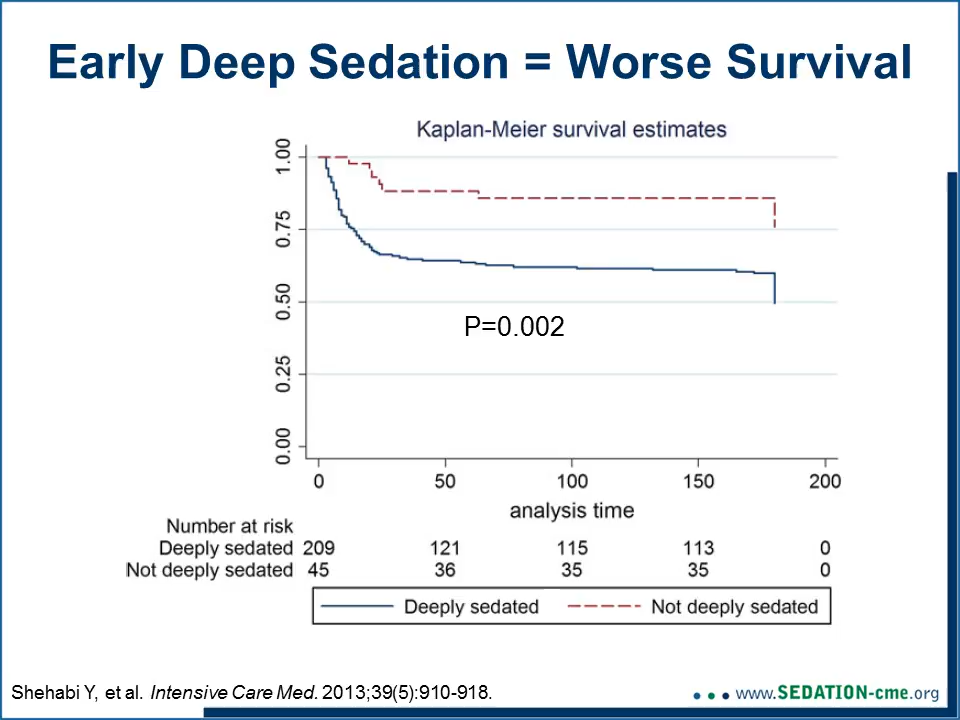 Early Deep Sedation = Worse Survival
Kaplan-Meier survival estimates
1.00
0.75
0.50
0.25
0.00
P=0.002
0 50 100 150 200
analysis time
Number at risk
Deeply sedated 209 121 115 113 0
Not deeply sedated 45 36 35 35 0
Deeply sedated Not deeply sedated
Shehabi Y, et al. Intensive Care Med. 2013;39(5):910-918.
www.SEDATION-cme.org